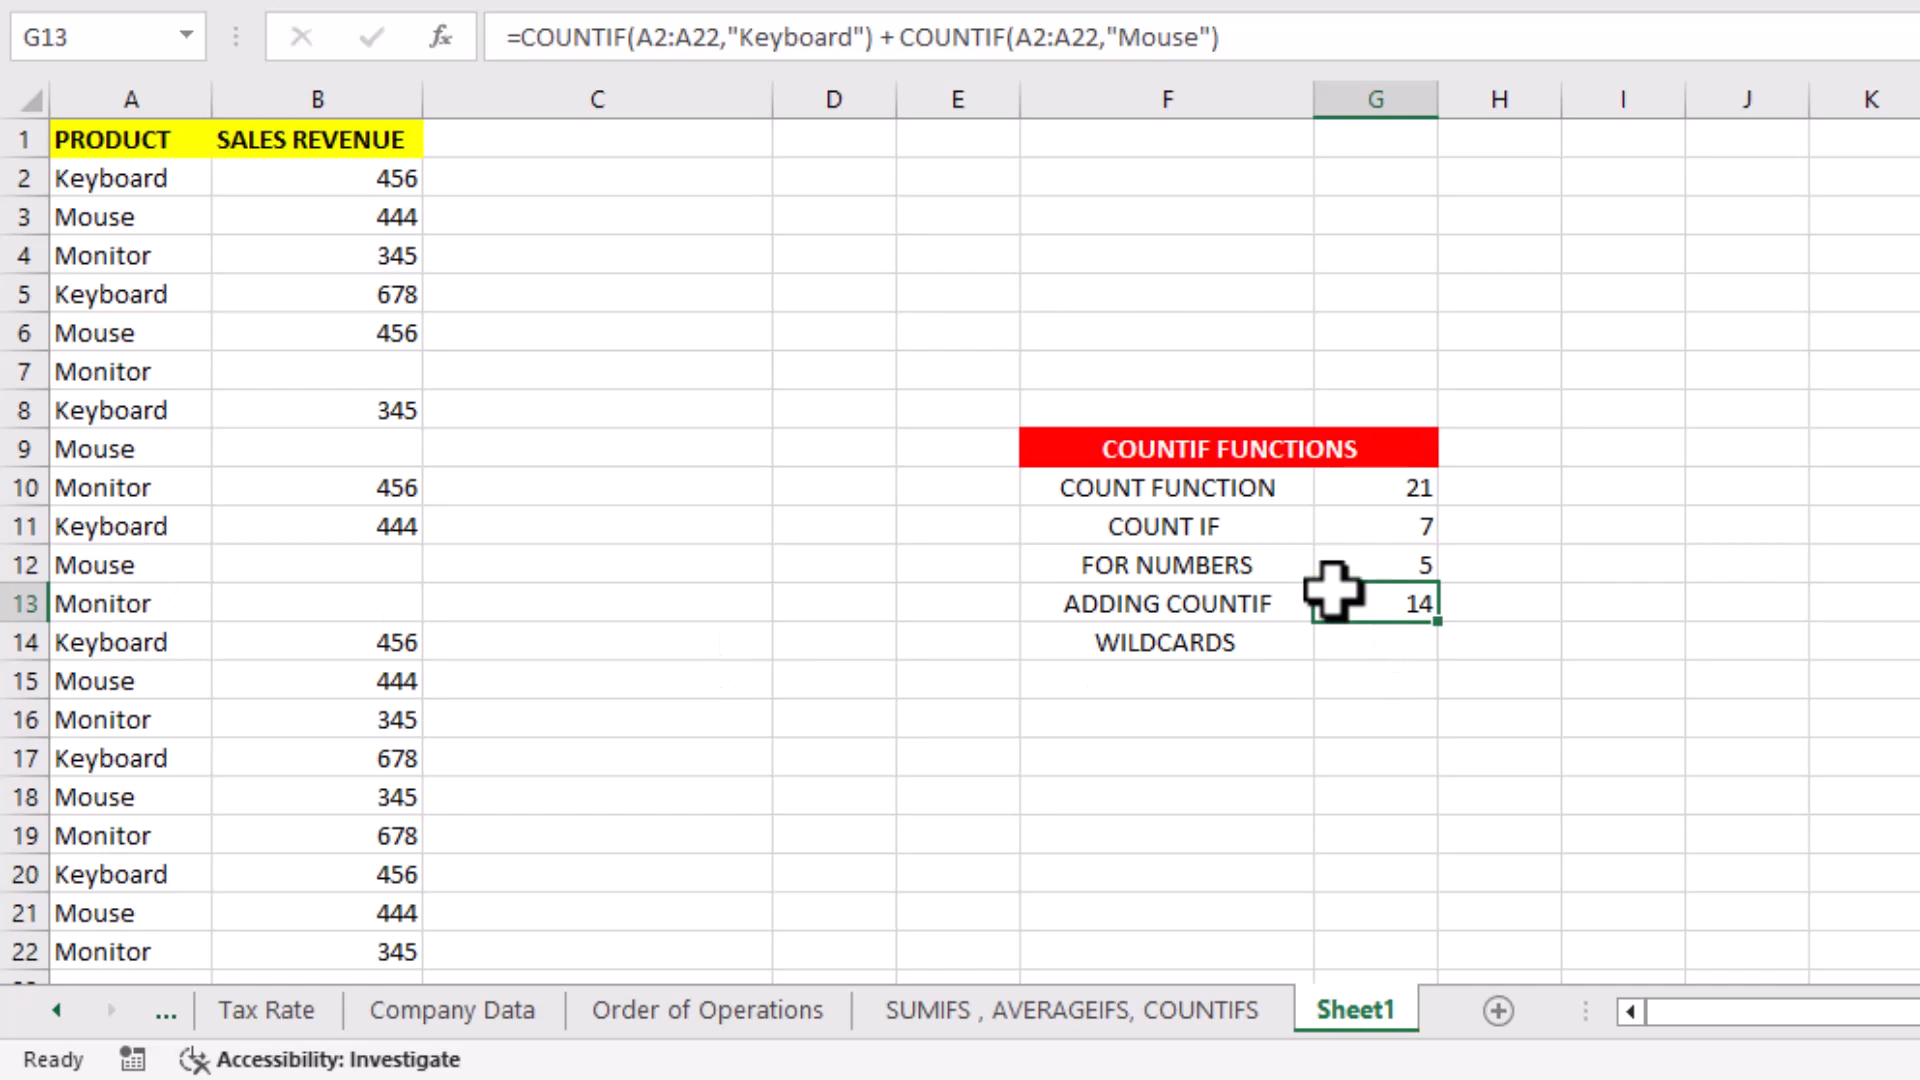 G13 fx =COUNTIF(A2:A22,"Keyboard") + COUNTIF(A2:A22,"Mouse")
A B C D E F G H I J K
1 PRODUCT SALES REVENUE
2 Keyboard 456
3 Mouse 444
4 Monitor 345
5 Keyboard 678
6 Mouse 456
7 Monitor
8 Keyboard 345
9 Mouse COUNTIF FUNCTIONS
10 Monitor 456 COUNT FUNCTION 21
11 Keyboard 444 COUNT IF 7
12 Mouse FOR NUMBERS 5
13 Monitor ADDING COUNTIF 14
14 Keyboard 456 WILDCARDS
15 Mouse 444
16 Monitor 345
17 Keyboard 678
18 Mouse 345
19 Monitor 678
20 Keyboard 456
21 Mouse 444
22 Monitor 345
... Tax Rate Company Data Order of Operations SUMIFS , AVERAGEIFS, COUNTIFS Sheet1
Ready Accessibility: Investigate